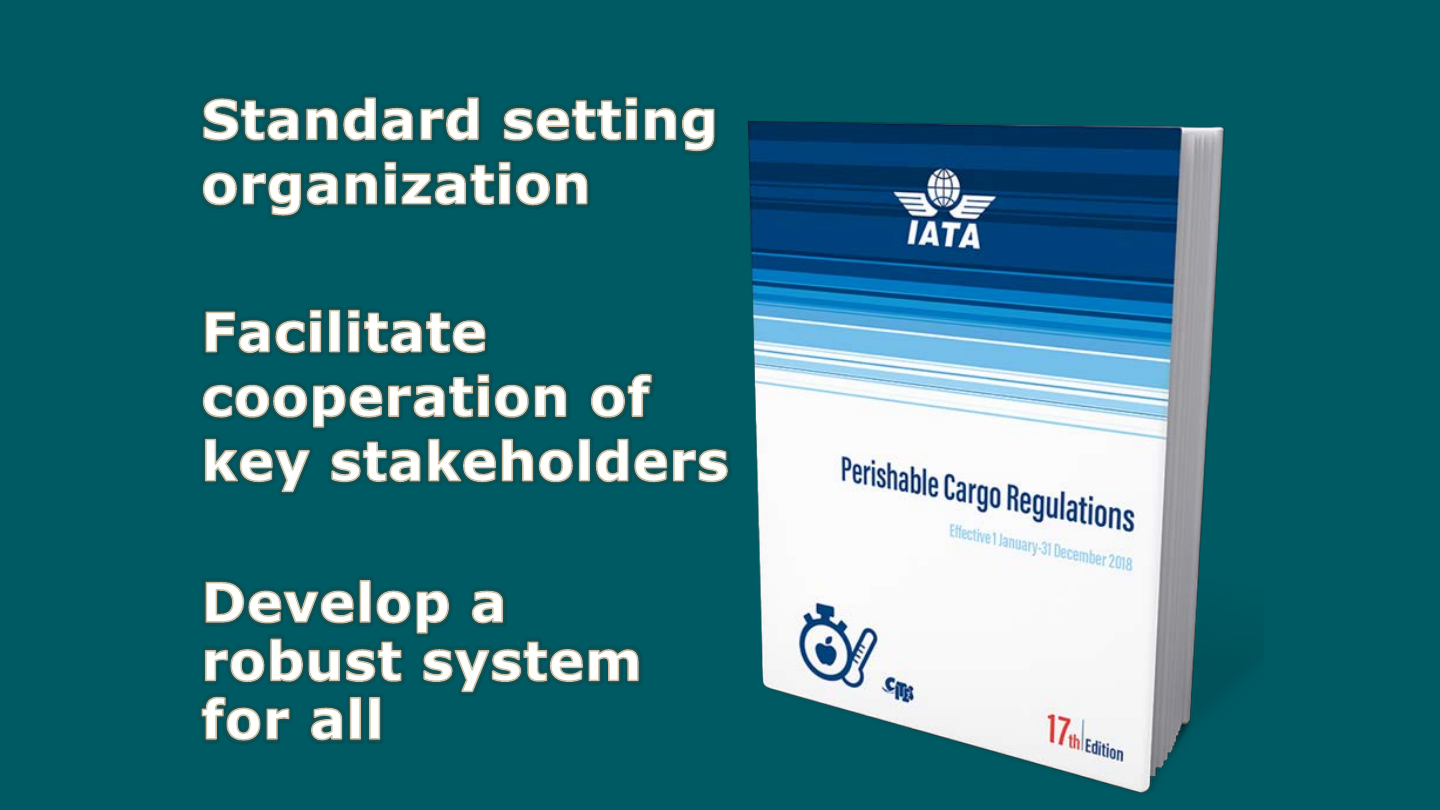 Standard setting
organization
Facilitate
cooperation of
key stakeholders
Develop a
robust system
for all
IATA
Perishable Cargo Regulations
Effective 1 January-31 December 2018
CITES
17th Edition